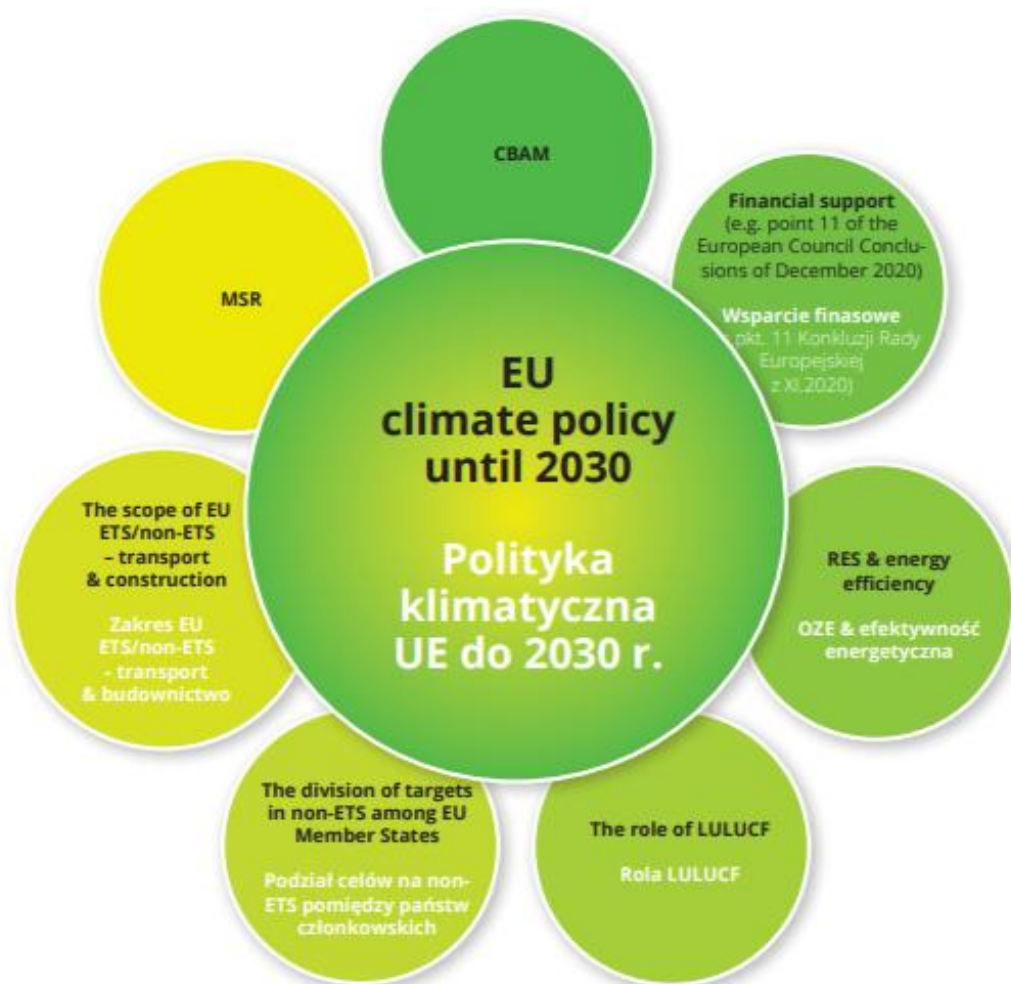 CBAM
Financial support
(e.g. point 11 of the
European Council Conclu-
sions of December 2020)
Wsparcie finasowe
pkt. 11 Konkluzji Rady
Europejskiej
z XI.2020)
RES & energy
efficiency
OZE & efektywność
energetyczna
The role of LULUCF
Rola LULUCF
The division of targets
in non-ETS among EU
Member States
Podział celów na non-
ETS pomiędzy państw
członkowskich
The scope of EU
ETS/non-ETS
– transport
& construction
Zakres EU
ETS/non-ETS
- transport
& budownictwo
MSR
EU
climate policy
until 2030
Polityka
klimatyczna
UE do 2030 r.